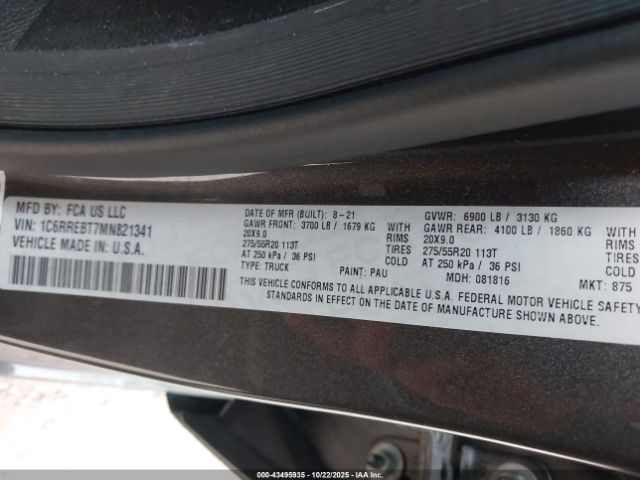 MFD BY: FCA US LLC
VIN: 1C6RREBT7MN821341
VEHICLE MADE IN: U.S.A.
DATE OF MFR (BUILT): 8-21
GAWR FRONT: 3700 LB / 1679 KG WITH
20X9.0 RIMS
275/55R20 113T TIRES
AT 250 kPa / 36 PSI COLD
TYPE: TRUCK PAINT: PAU
GVWR: 6900 LB / 3130 KG
GAWR REAR: 4100 LB / 1860 KG WITH
20X9.0 RIMS
275/55R20 113T TIRES
AT 250 kPa / 36 PSI COLD
MDH: 081816 MKT: 875
THIS VEHICLE CONFORMS TO ALL APPLICABLE U.S.A. FEDERAL MOTOR VEHICLE SAFETY
STANDARDS IN EFFECT ON THE DATE OF MANUFACTURE SHOWN ABOVE.
000-43495935 - 10/22/2025 - IAAI.COM